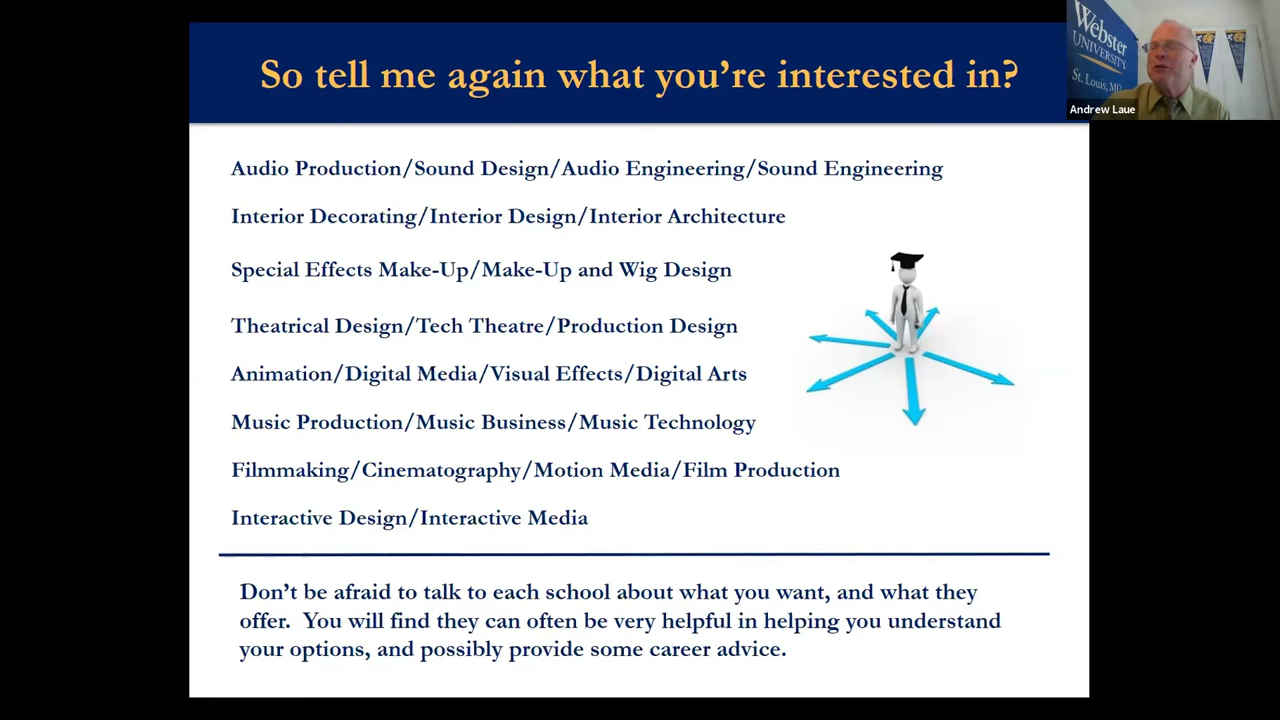 So tell me again what you're interested in?
Webster
UNIVERSITY
St. Louis, MO
Andrew Laue
Audio Production/Sound Design/Audio Engineering/Sound Engineering
Interior Decorating/Interior Design/Interior Architecture
Special Effects Make-Up/Make-Up and Wig Design
Theatrical Design/Tech Theatre/Production Design
Animation/Digital Media/Visual Effects/Digital Arts
Music Production/Music Business/Music Technology
Filmmaking/Cinematography/Motion Media/Film Production
Interactive Design/Interactive Media
Don't be afraid to talk to each school about what you want, and what they
offer. You will find they can often be very helpful in helping you understand
your options, and possibly provide some career advice.